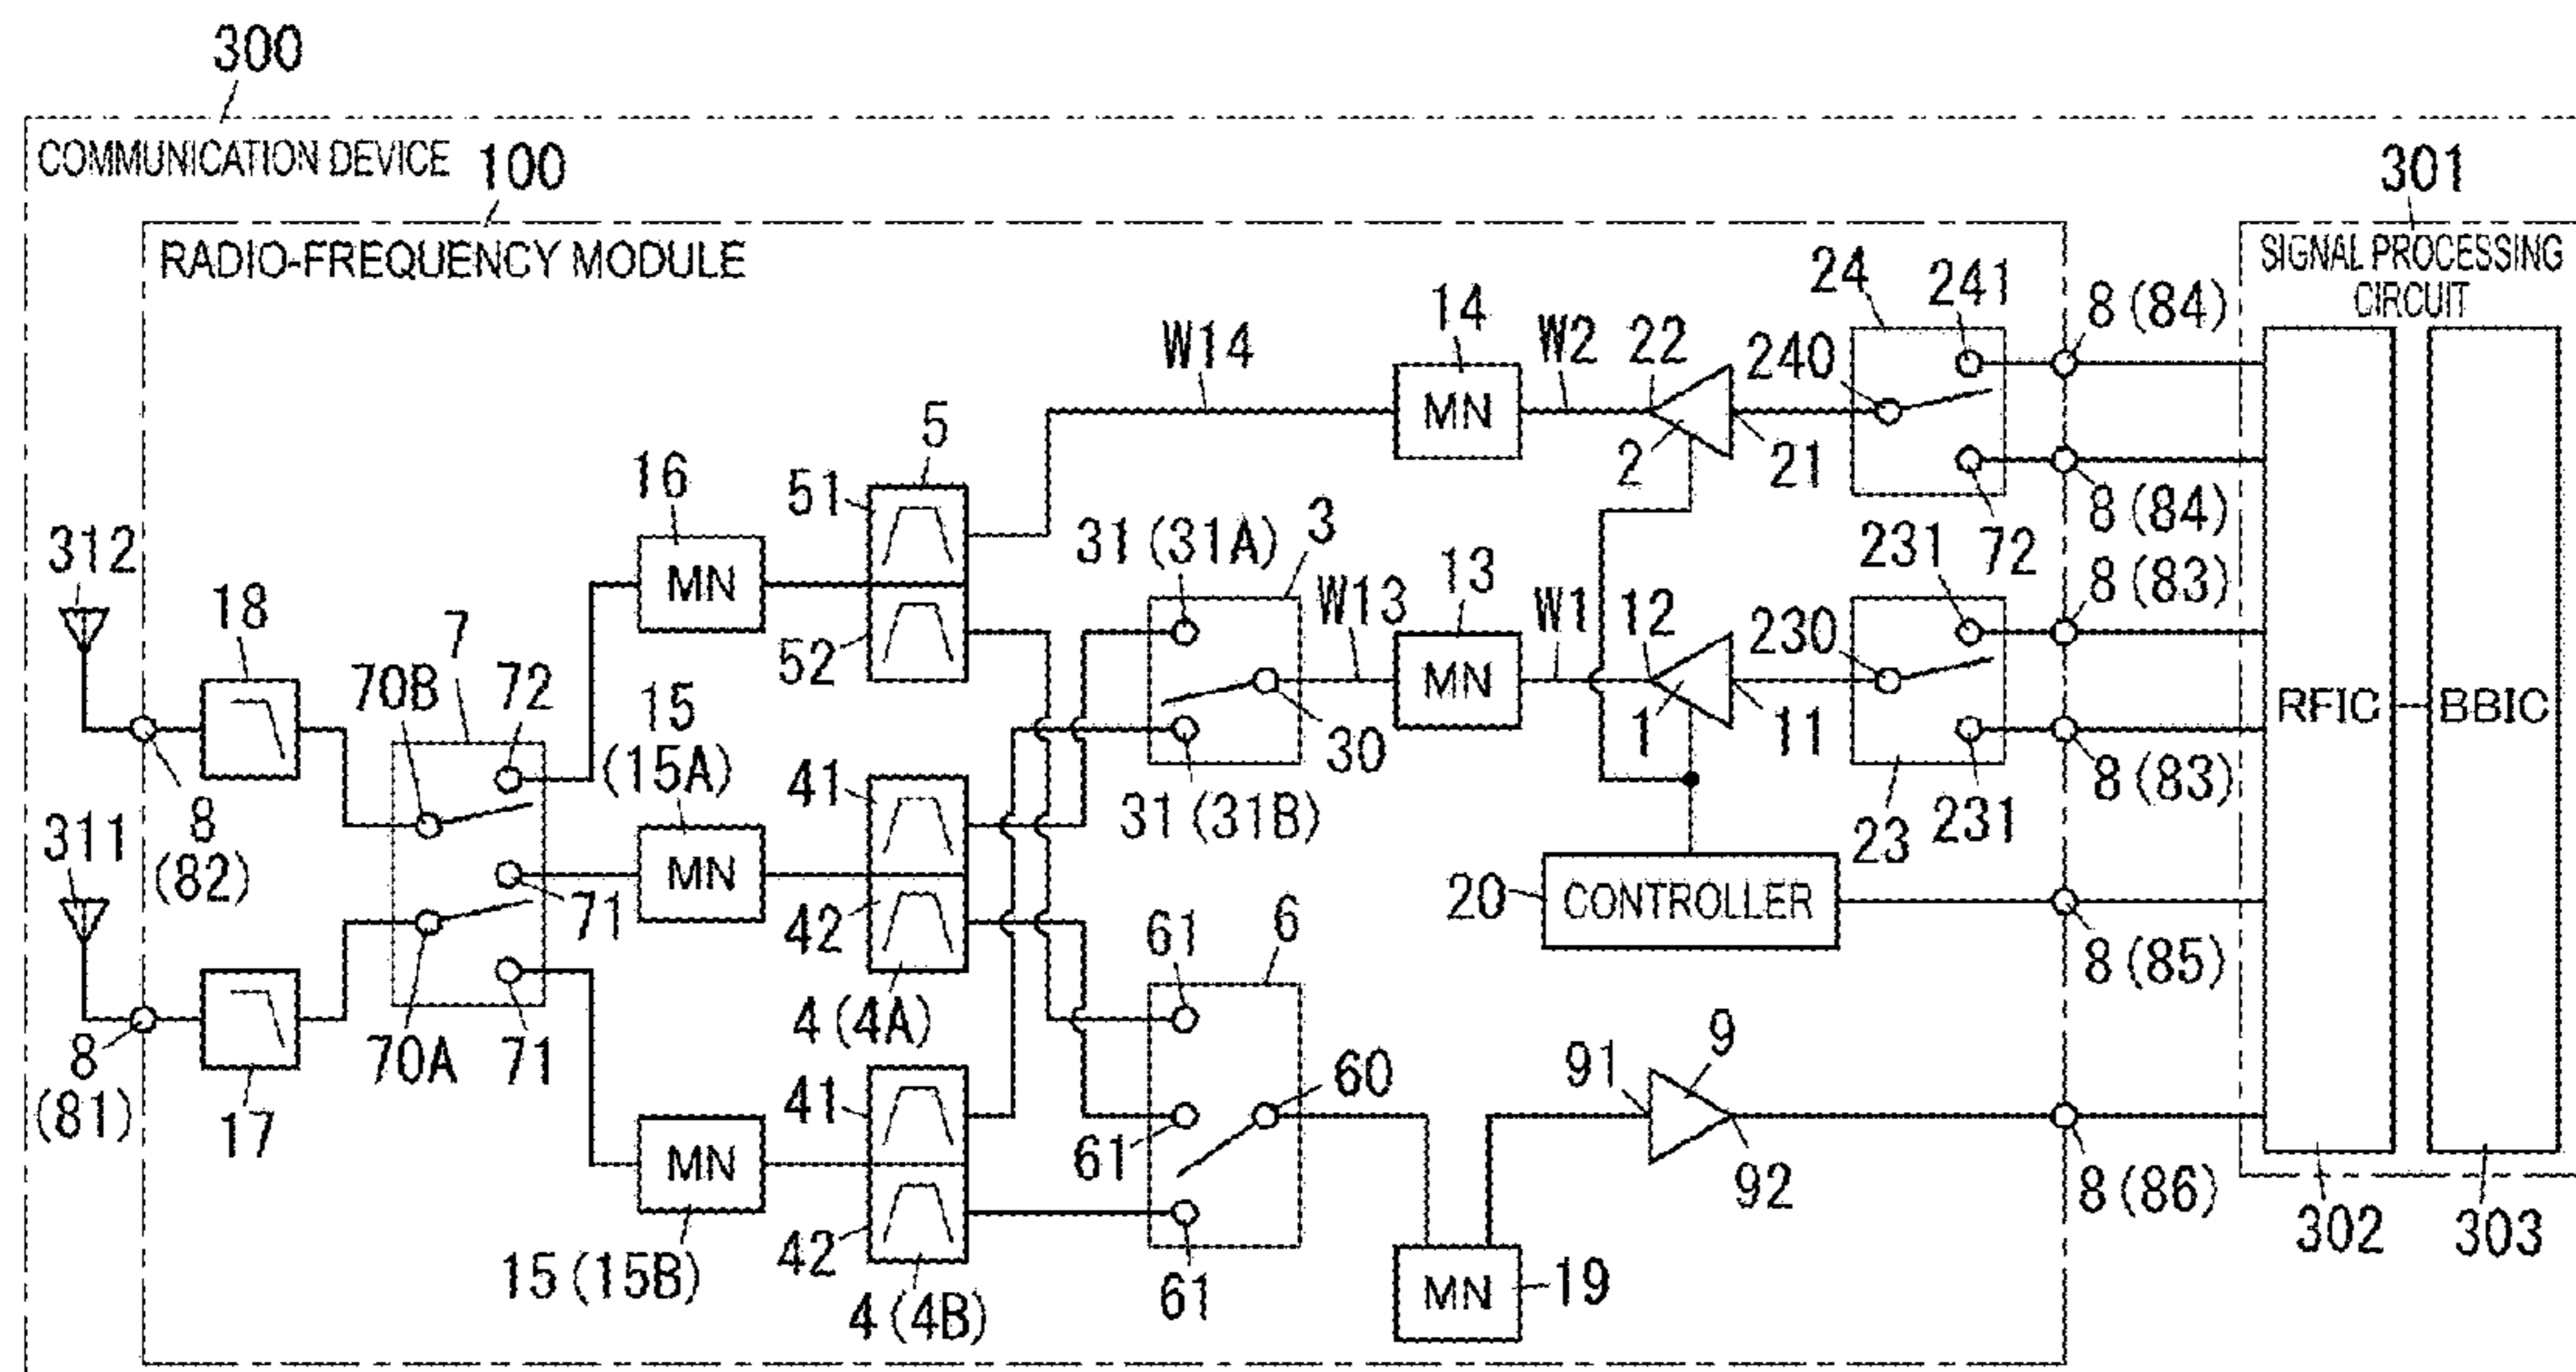 300
COMMUNICATION DEVICE 100
301
RADIO-FREQUENCY MODULE
SIGNAL PROCESSING
CIRCUIT
24 241 8 (84)
W14 14 W2 22 240
MN
5
2 21
16 51
72 8 (84)
312 MN 31 (31A) 3 231
8 (83)
18 52 W13 13 W1 12 230
7 MN
70B 72 15
(15A)
30 1 11
RFIC BBIC
8
(82)
41 31 (31B) 23 231 8 (83)
311 MN
71 42 20 CONTROLLER
61 6
8 (85)
8
(81)
17 70A 71 4 (4A)
41 61 60 91 9
MN
42 92 8 (86)
15 (15B) 61 302 303
4 (4B) MN 19